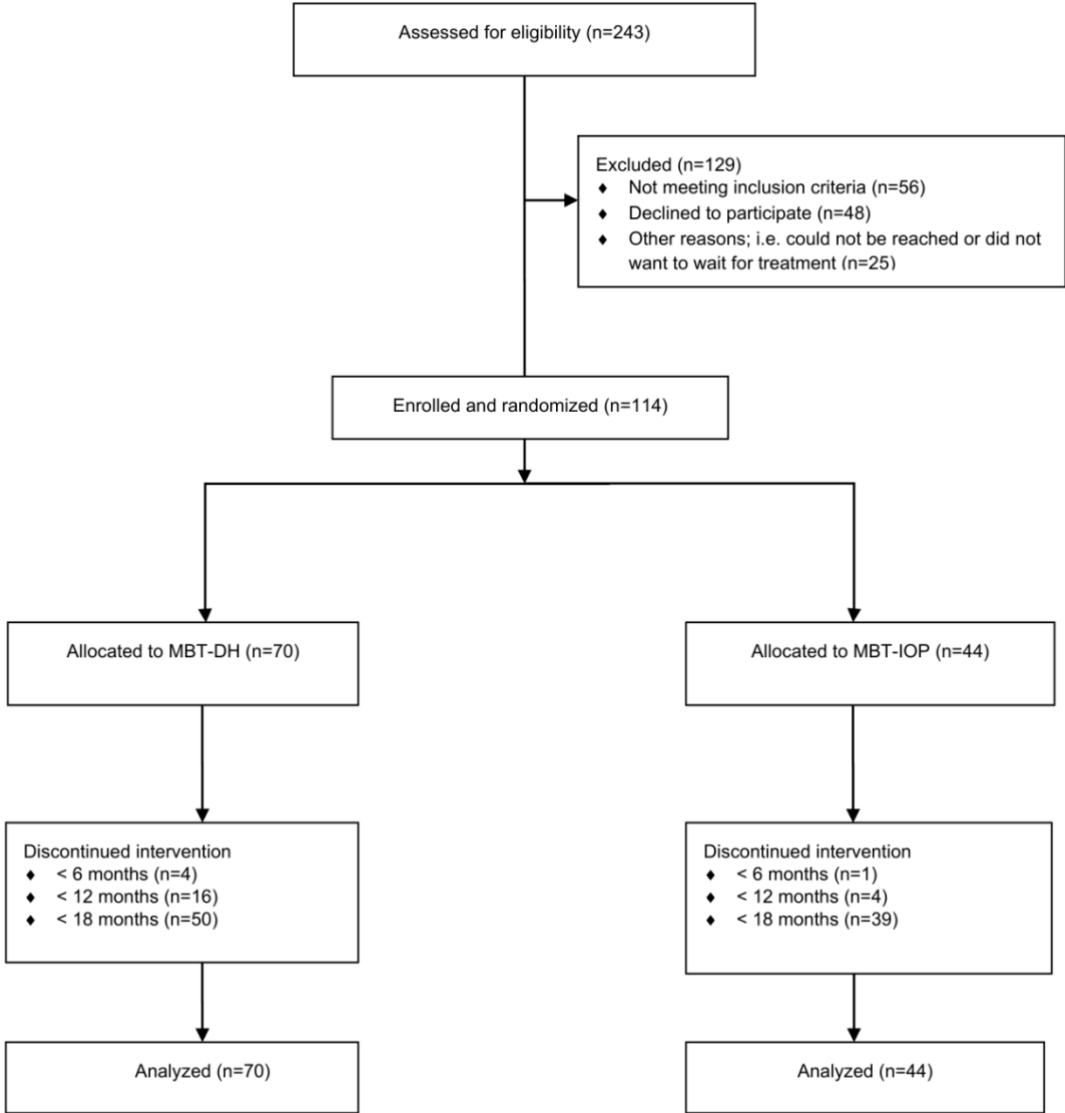 Assessed for eligibility (n=243)
Excluded (n=129)
♦ Not meeting inclusion criteria (n=56)
♦ Declined to participate (n=48)
♦ Other reasons; i.e. could not be reached or did not
want to wait for treatment (n=25)
Enrolled and randomized (n=114)
Allocated to MBT-DH (n=70)
Allocated to MBT-IOP (n=44)
Discontinued intervention
♦ < 6 months (n=4)
♦ < 12 months (n=16)
♦ < 18 months (n=50)
Discontinued intervention
♦ < 6 months (n=1)
♦ < 12 months (n=4)
♦ < 18 months (n=39)
Analyzed (n=70)
Analyzed (n=44)